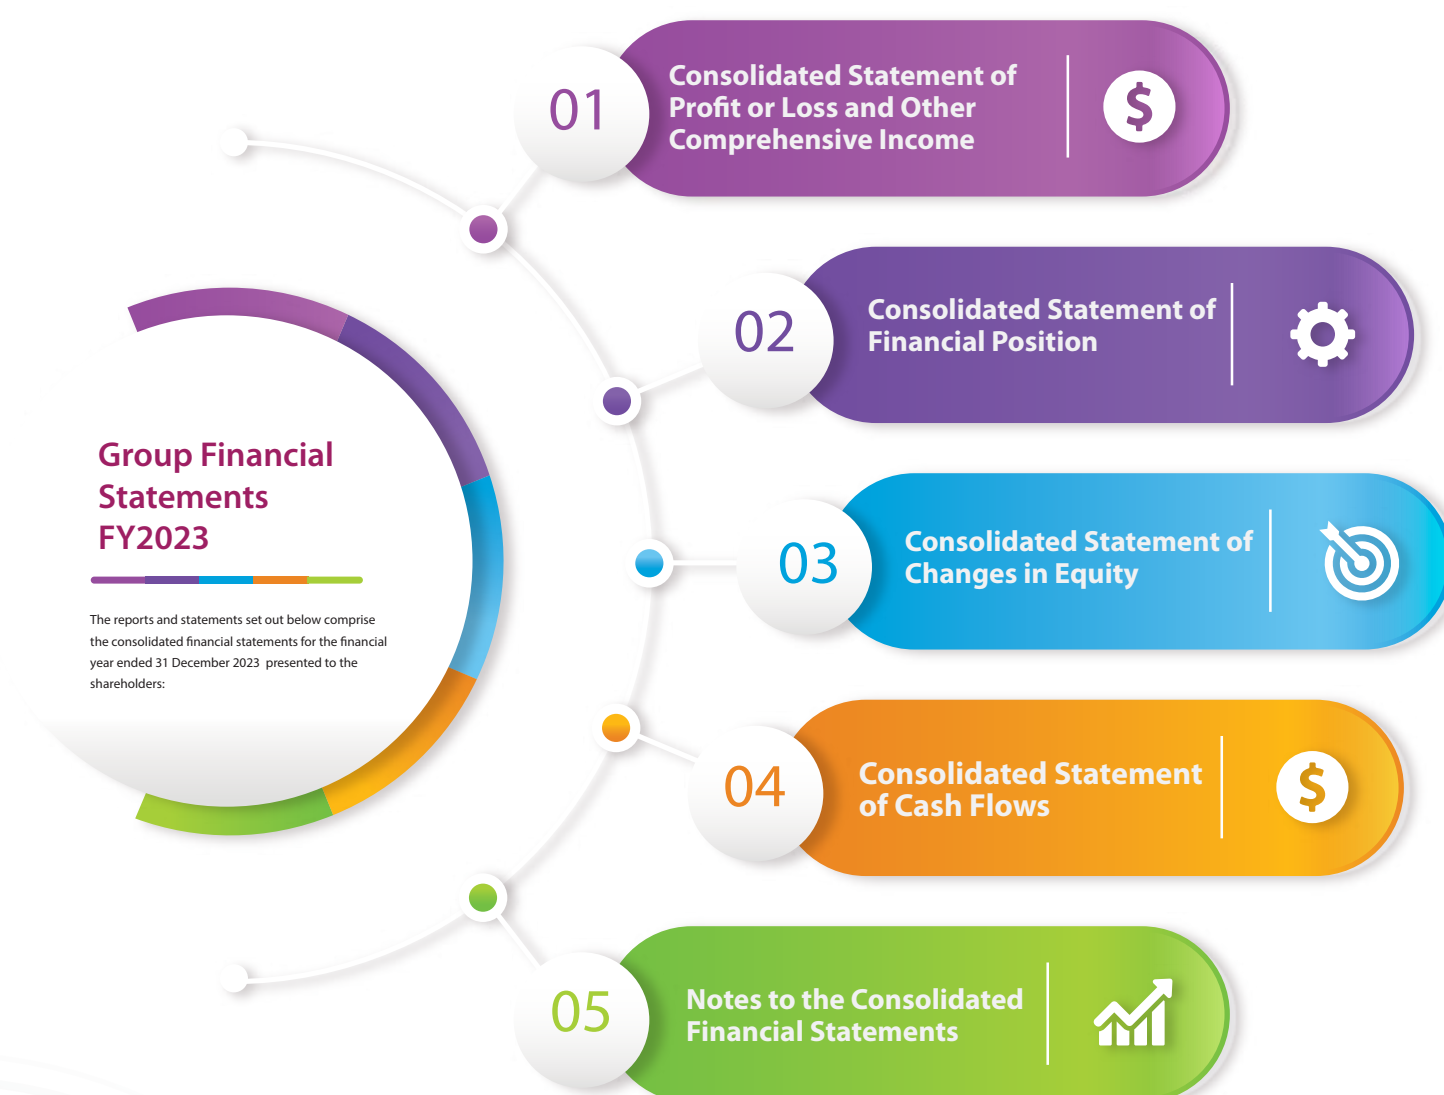 Group Financial
Statements
FY2023
The reports and statements set out below comprise
the consolidated financial statements for the financial
year ended 31 December 2023 presented to the
shareholders:
01
Consolidated Statement of
Profit or Loss and Other
Comprehensive Income
$
02
Consolidated Statement of
Financial Position
03
Consolidated Statement of
Changes in Equity
04
Consolidated Statement
of Cash Flows
$
05
Notes to the Consolidated
Financial Statements